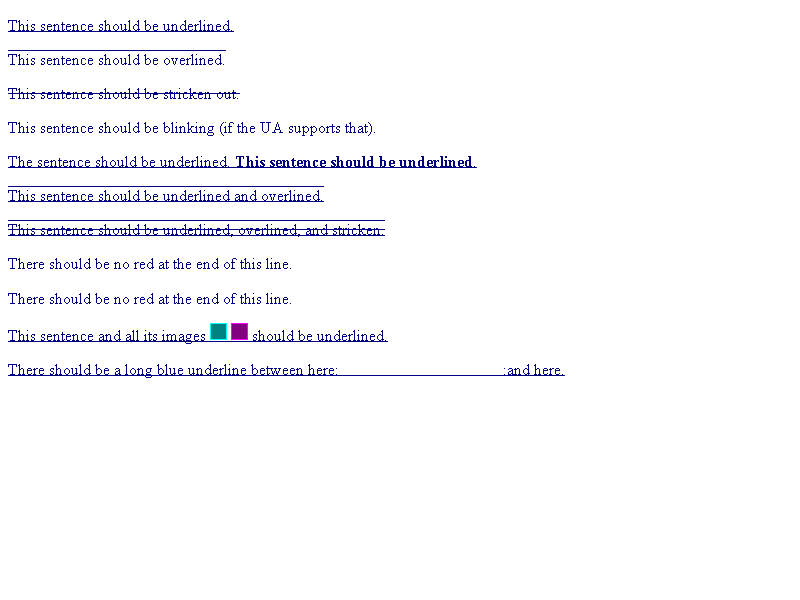 This sentence should be underlined.
This sentence should be overlined.
This sentence should be stricken out.
This sentence should be blinking (if the UA supports that).
The sentence should be underlined. This sentence should be underlined.
This sentence should be underlined and overlined.
This sentence should be underlined, overlined, and stricken.
There should be no red at the end of this line.
There should be no red at the end of this line.
This sentence and all its images should be underlined.
There should be a long blue underline between here: :and here.